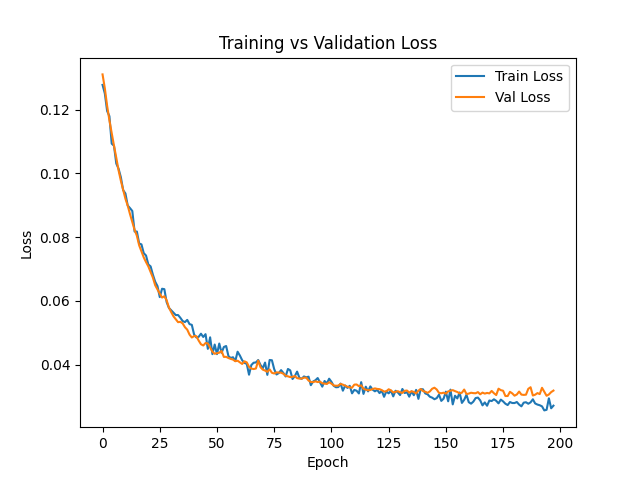 Training vs Validation Loss
Train Loss
Val Loss
0.12
0.10
0.08
0.06
0.04
Loss
0 25 50 75 100 125 150 175 200
Epoch